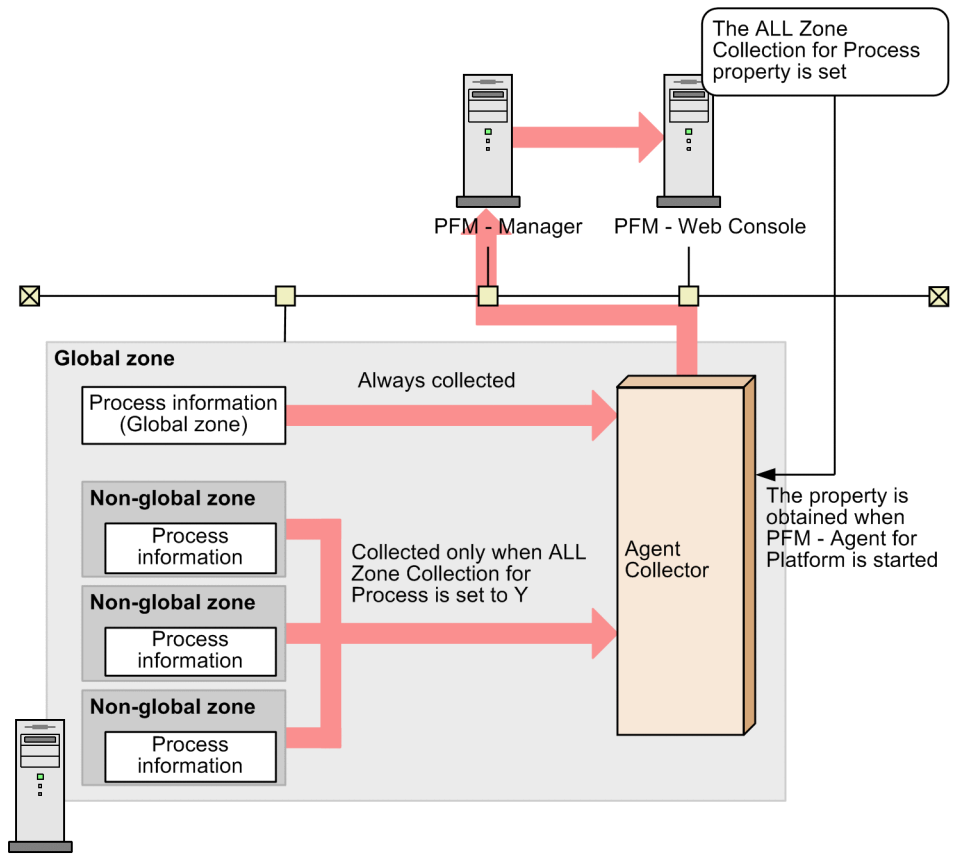 The ALL Zone
Collection for Process
property is set
PFM - Manager
PFM - Web Console
Global zone
Always collected
Process information
(Global zone)
Non-global zone
Process
information
Non-global zone
Process
information
Non-global zone
Process
information
Collected only when ALL
Zone Collection for
Process is set to Y
Agent
Collector
The property is
obtained when
PFM - Agent for
Platform is started